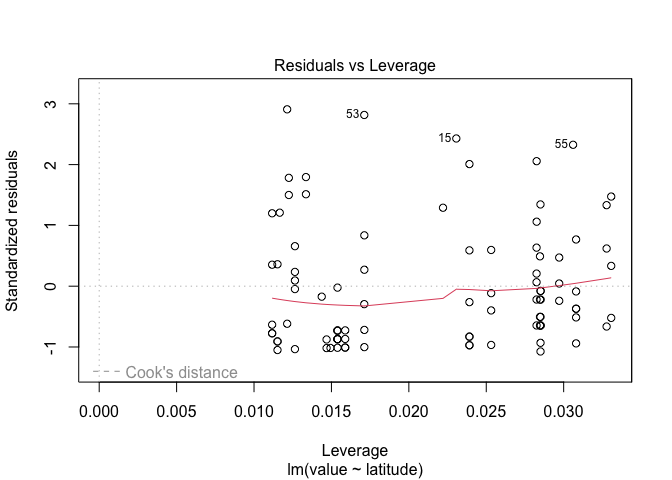 Residuals vs Leverage
Standardized residuals
3
2
1
0
-1
53
15
55
Cook's distance
0.000 0.005 0.010 0.015 0.020 0.025 0.030
Leverage
lm(value ~ latitude)